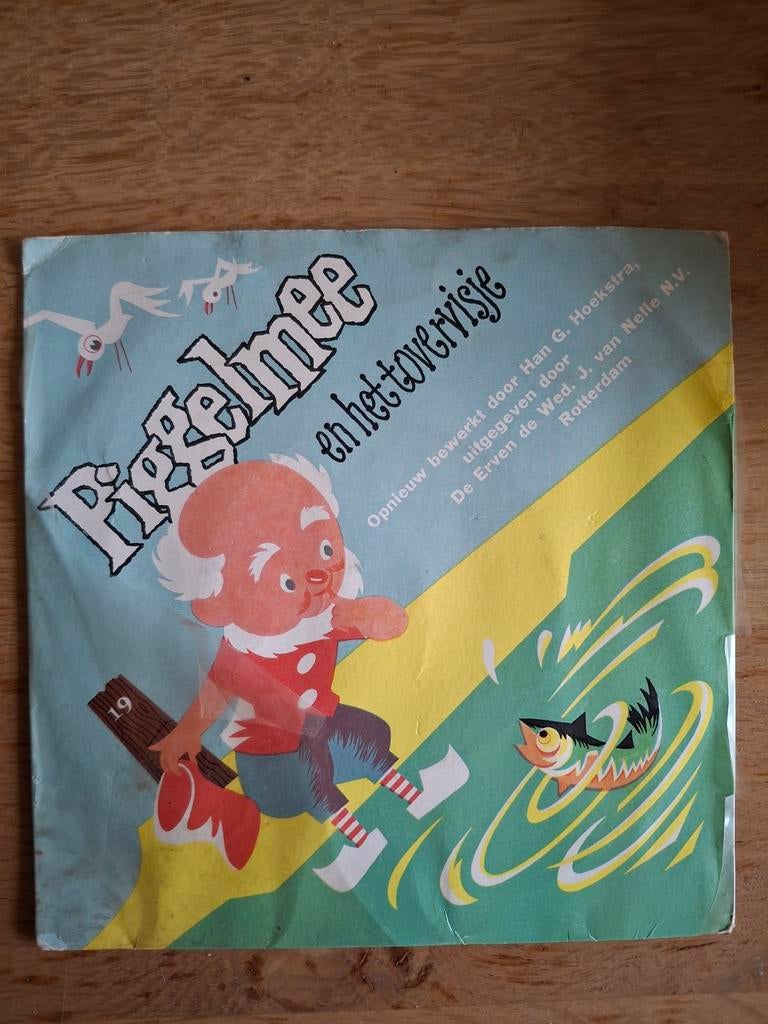 Piggelmee
en het tovervisje
Opnieuw bewerkt door Han G. Hoekstra,
uitgegeven door
De Erven de Wed. J. van Nelle N.V.
Rotterdam
19